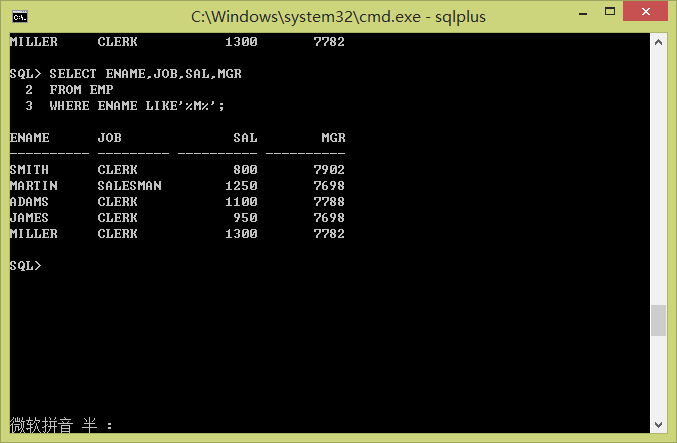 C:\Windows\system32\cmd.exe - sqlplus
MILLER     CLERK           1300       7782
SQL> SELECT ENAME,JOB,SAL,MGR
  2  FROM EMP
  3  WHERE ENAME LIKE'%M%';
ENAME      JOB              SAL        MGR
---------- --------- ---------- ----------
SMITH      CLERK            800       7902
MARTIN     SALESMAN        1250       7698
ADAMS      CLERK           1100       7788
JAMES      CLERK            950       7698
MILLER     CLERK           1300       7782
SQL>
微软拼音 半 :